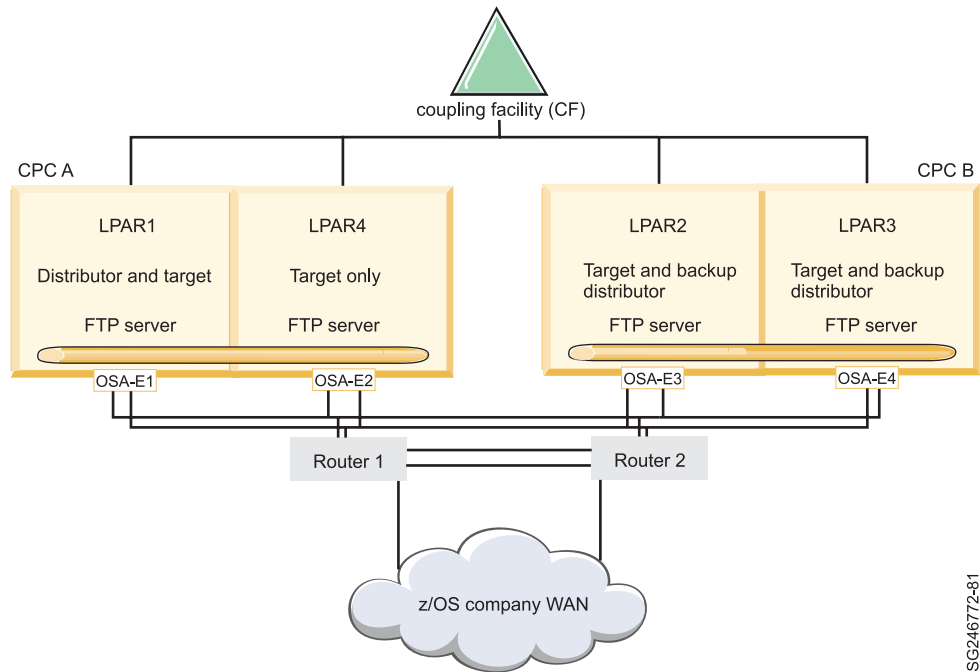 coupling facility (CF)
CPC A
CPC B
LPAR1
Distributor and target
FTP server
LPAR4
Target only
FTP server
LPAR2
Target and backup
distributor
FTP server
LPAR3
Target and backup
distributor
FTP server
OSA-E1
OSA-E2
OSA-E3
OSA-E4
Router 1
Router 2
z/OS company WAN
SG246772-81